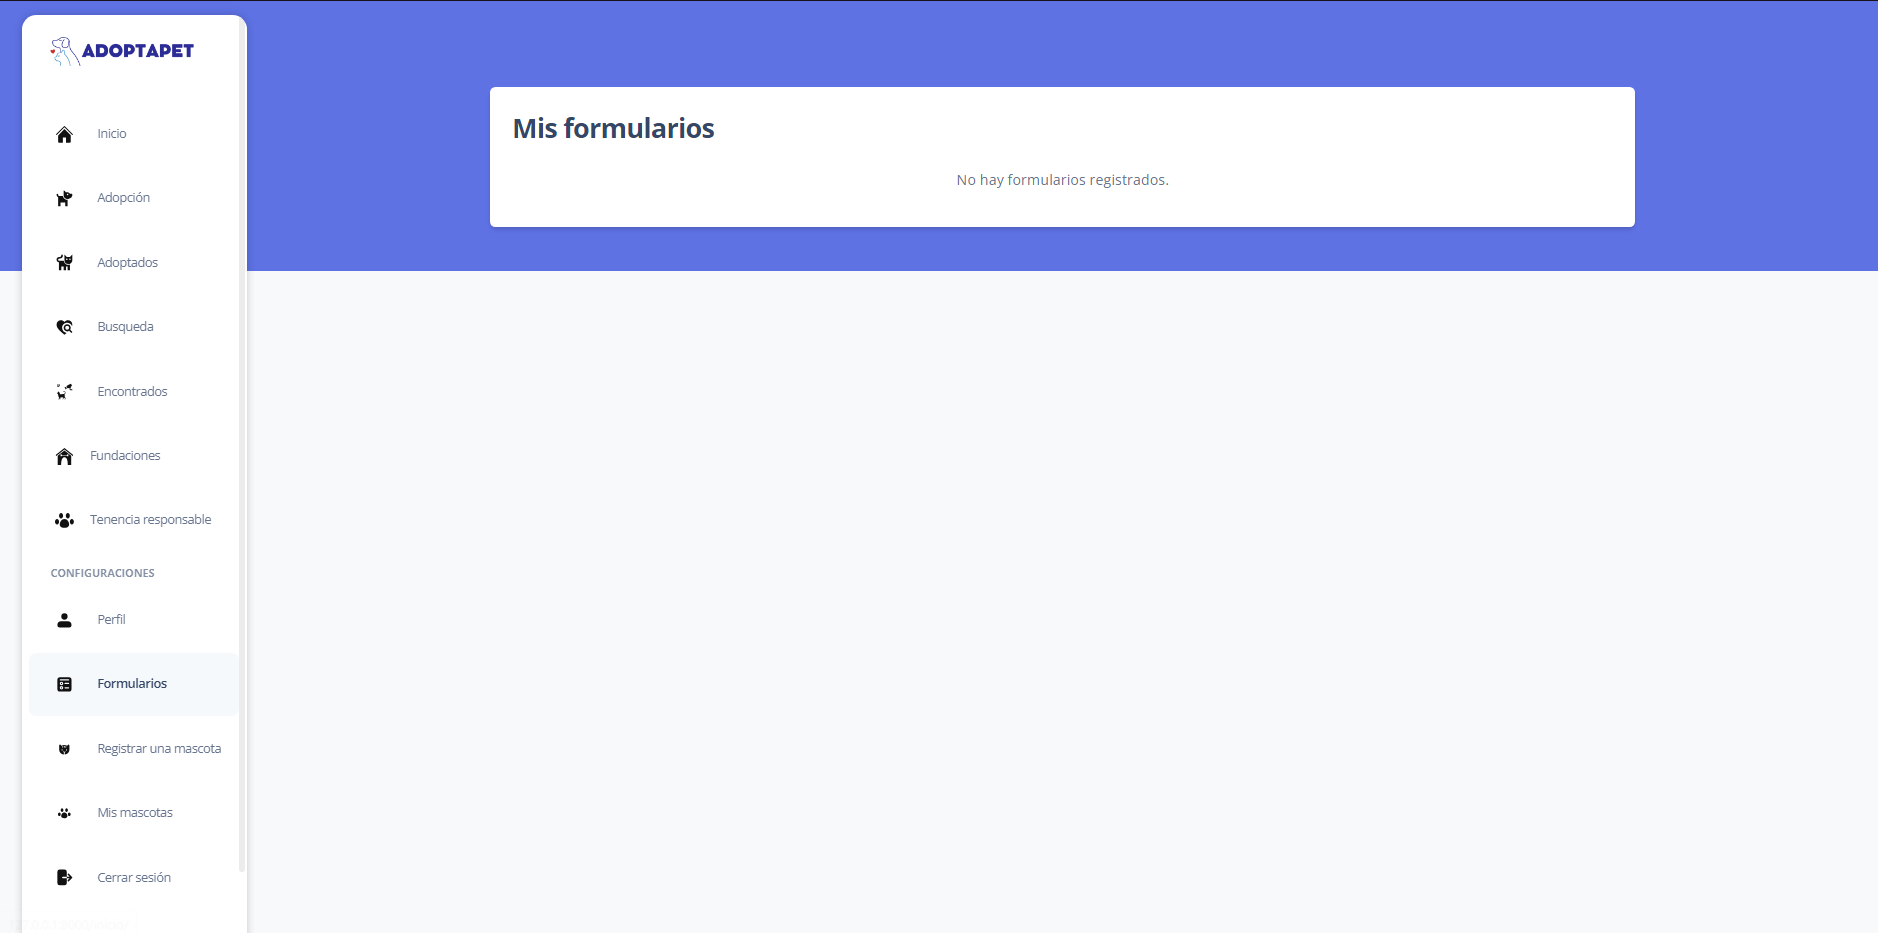 ADOPTAPET
Inicio
Adopción
Adoptados
Busqueda
Encontrados
Fundaciones
Tenencia responsable
CONFIGURACIONES
Perfil
Formularios
Registrar una mascota
Mis mascotas
Cerrar sesión
Mis formularios
No hay formularios registrados.